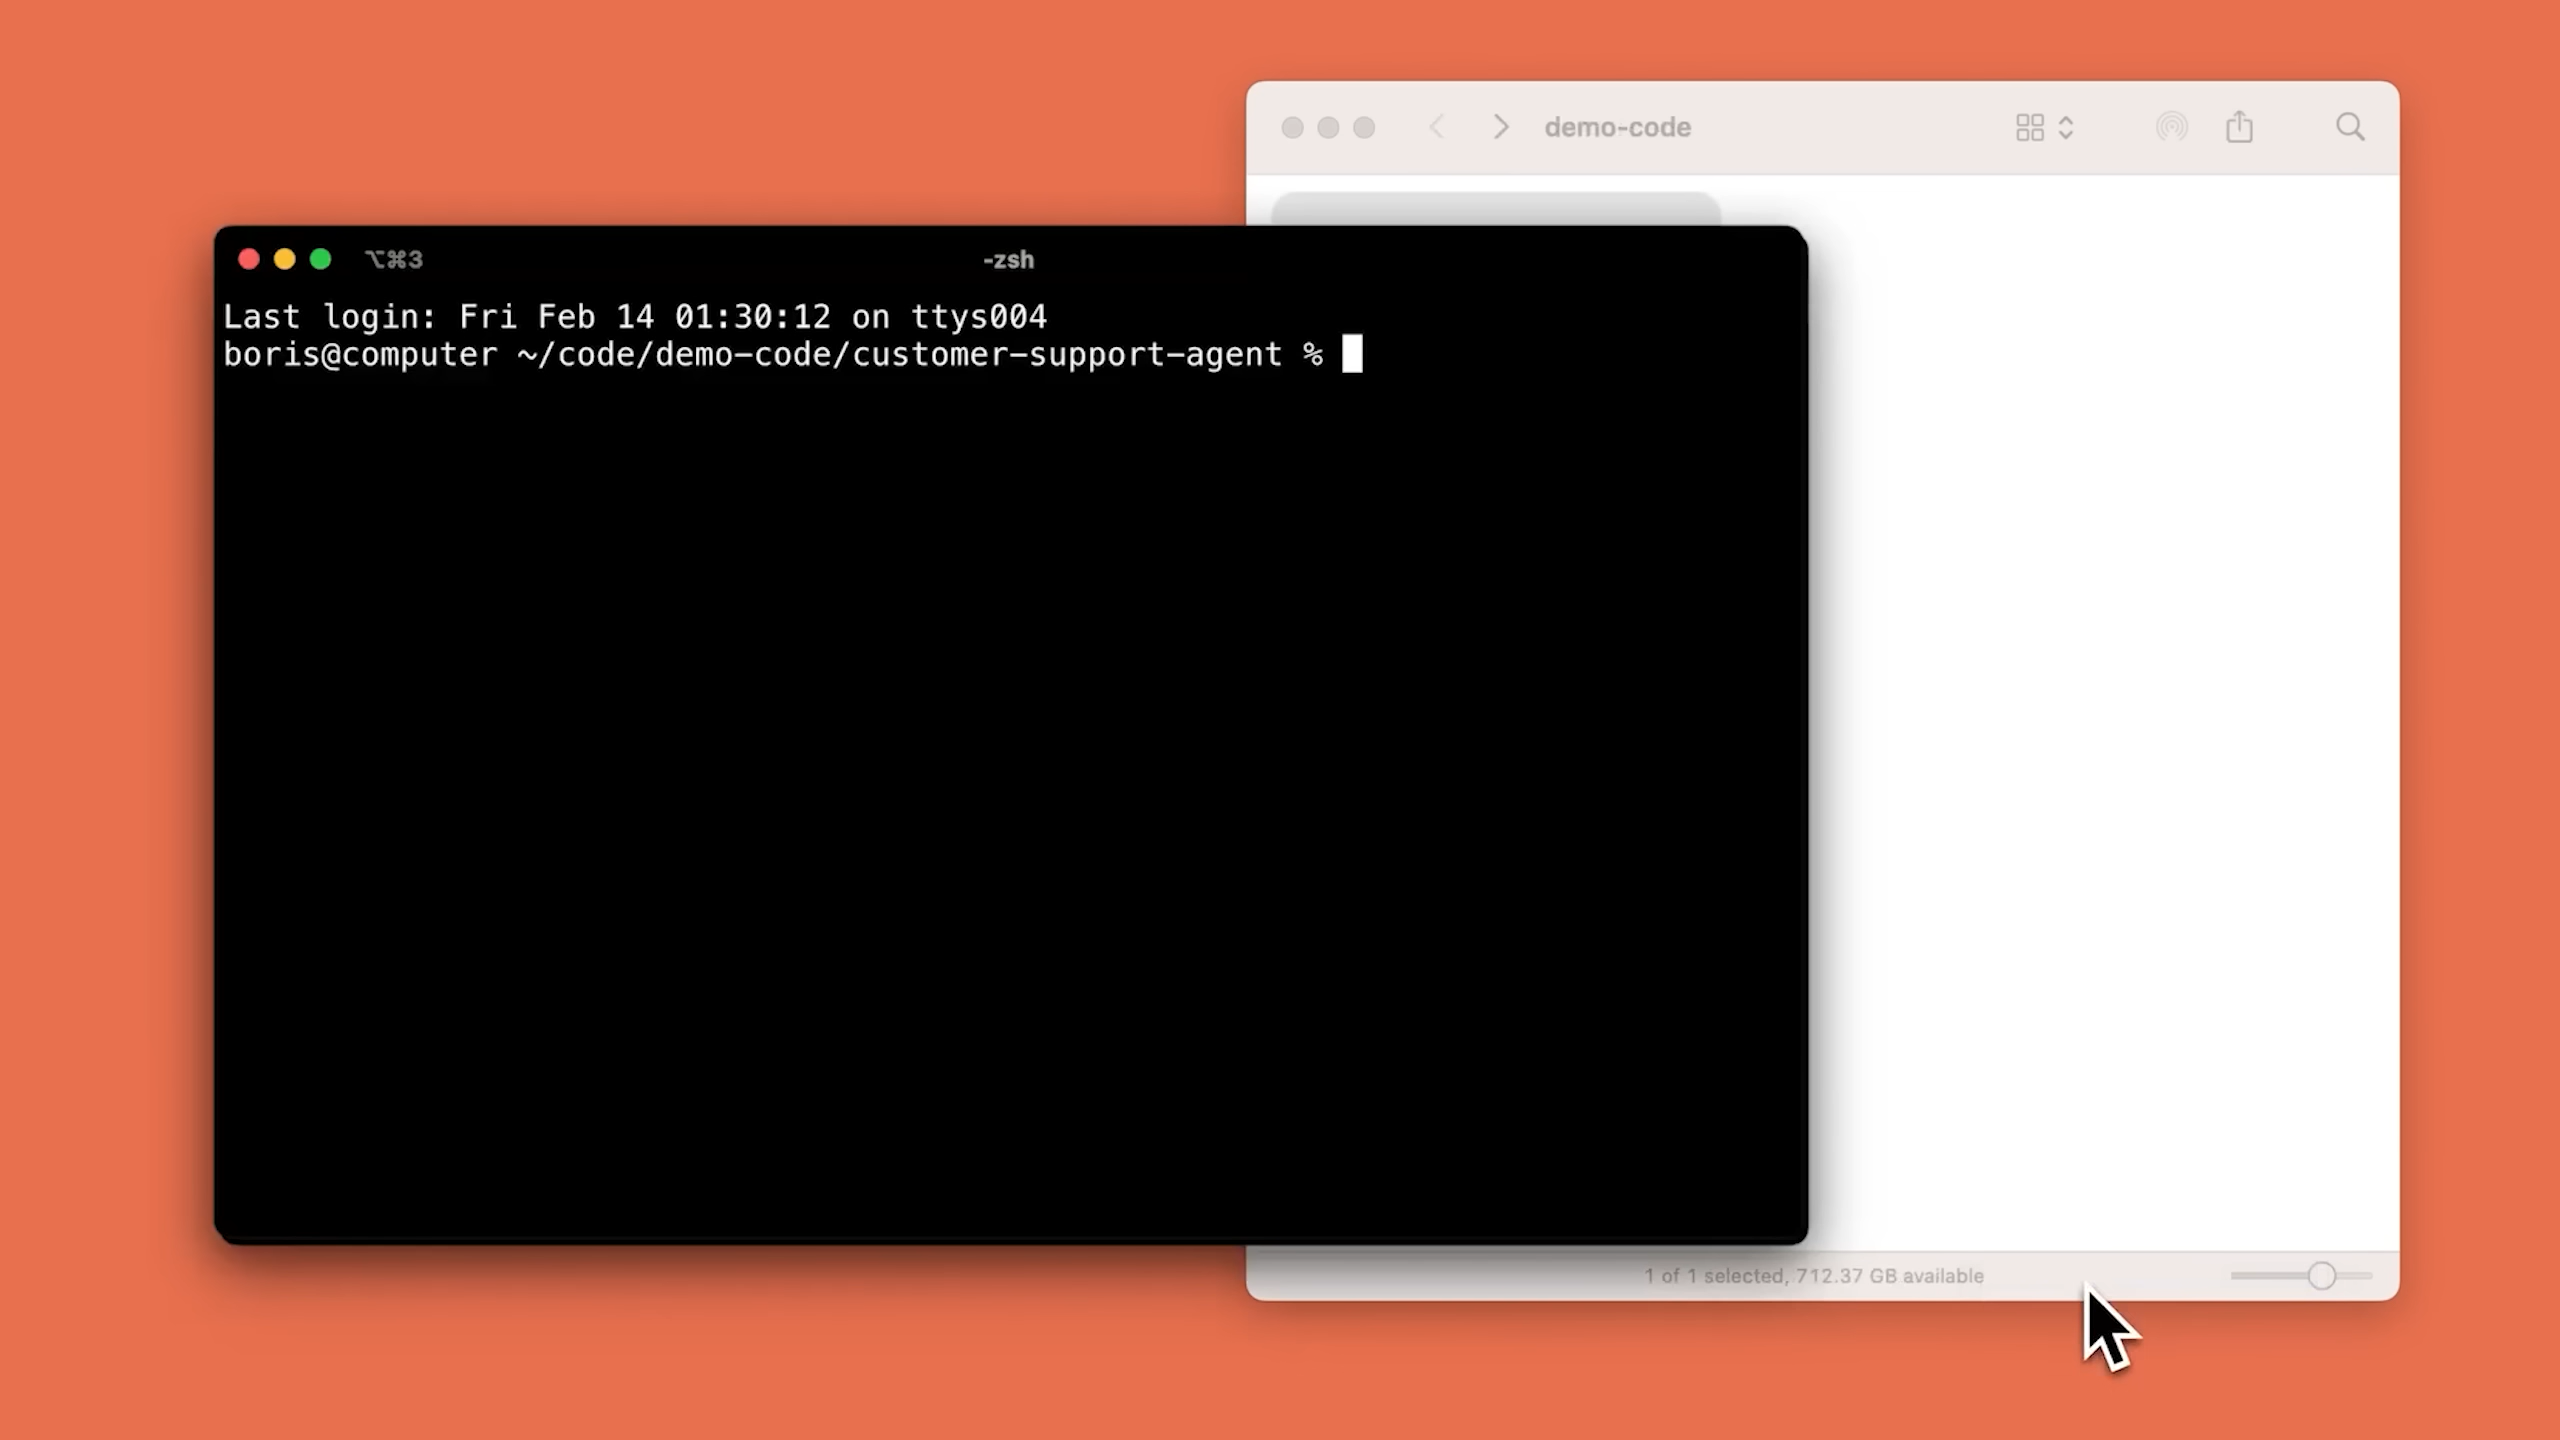 demo-code
⌥⌘3
-zsh
Last login: Fri Feb 14 01:30:12 on ttys004
boris@computer ~/code/demo-code/customer-support-agent %
1 of 1 selected, 712.37 GB available